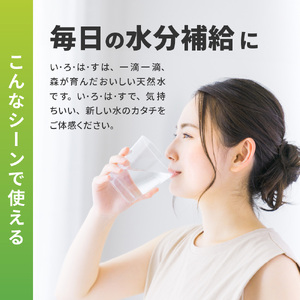 毎日の水分補給に
い・ろ・は・すは、一滴一滴、
森が育んだおいしい天然水
です。い・ろ・は・すで、気持
ちいい、新しい水のカタチを
ご体感ください。
こんなシーンで使える